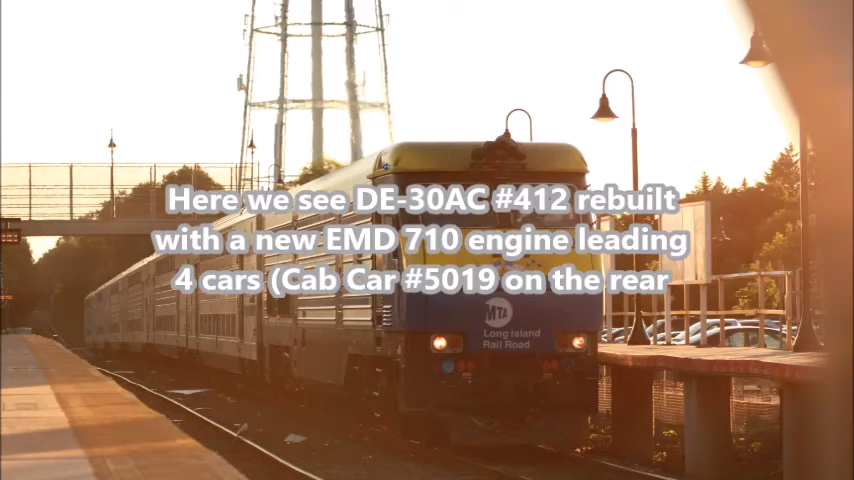 Here we see DE-30AC #412 rebuilt
with a new EMD 710 engine leading
4 cars (Cab Car #5019 on the rear
MTA
Long Island
Rail Road